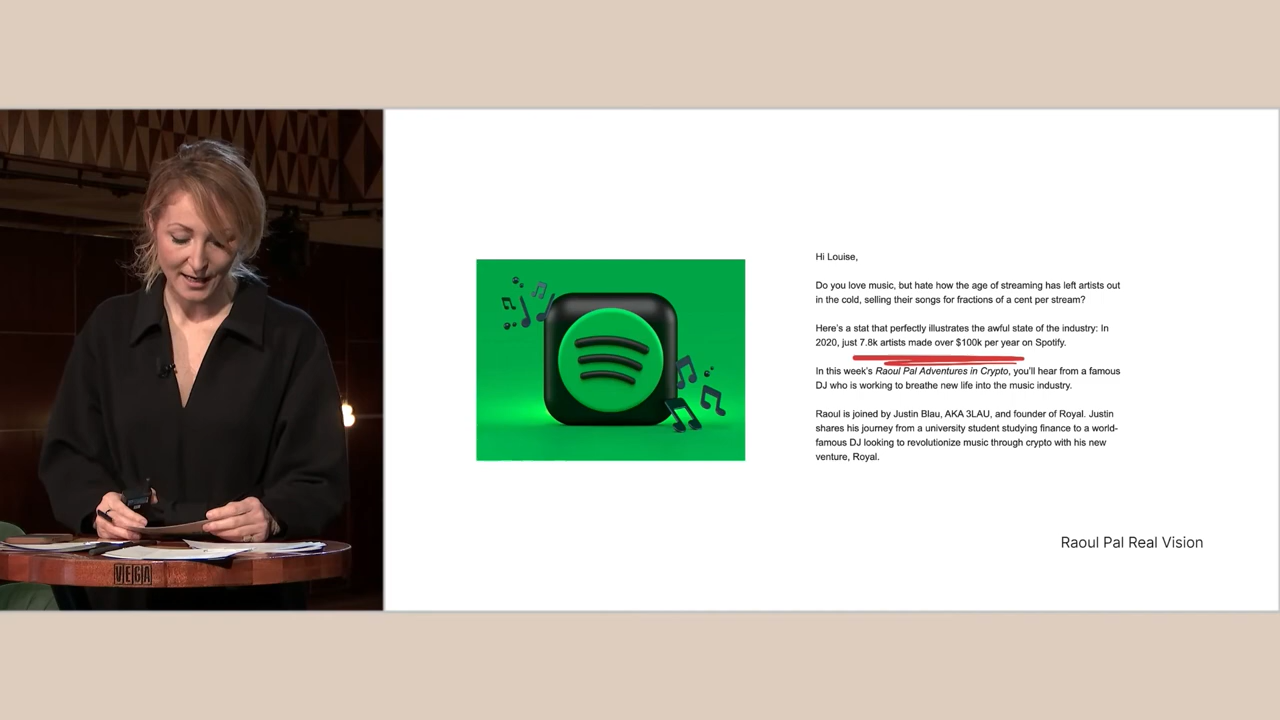 Hi Louise,
Do you love music, but hate how the age of streaming has left artists out
in the cold, selling their songs for fractions of a cent per stream?
Here's a stat that perfectly illustrates the awful state of the industry: In
2020, just 7.8k artists made over $100k per year on Spotify.
In this week's Raoul Pal Adventures in Crypto, you'll hear from a famous
DJ who is working to breathe new life into the music industry.
Raoul is joined by Justin Blau, AKA 3LAU, and founder of Royal. Justin
shares his journey from a university student studying finance to a world-
famous DJ looking to revolutionize music through crypto with his new
venture, Royal.
Raoul Pal Real Vision
VEGA